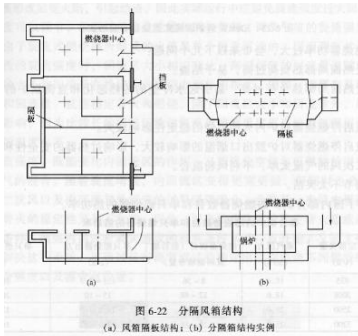 燃烧器中心
挡板
隔板
燃烧器中心
隔板
燃烧器中心
燃烧器中心
锅炉
(a)
(b)
图 6-22 分隔风箱结构
(a) 风箱隔板结构；(b) 分隔箱结构实例